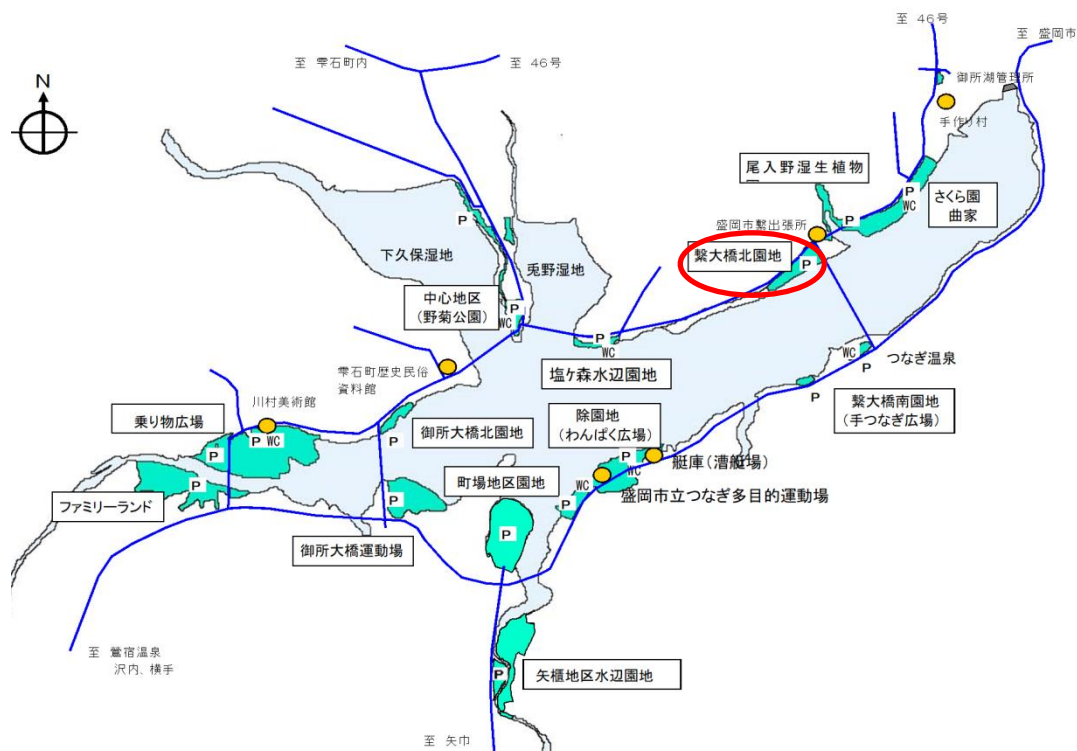 至 46号
至 盛岡市
至 雫石町内
至 46号
N
御所湖管理所
手作り村
尾入野湿生植物
P
P
WC
さくら園
曲家
P
盛岡市繋出張所
下久保湿地
兎野湿地
繋大橋北園地
P
中心地区
(野菊公園)
P
WC
P
WC
塩ケ森水辺園地
WC
P
つなぎ温泉
雫石町歴史民俗
資料館
P
繋大橋南園地
(手つなぎ広場)
川村美術館
乗り物広場
P
WC
P
P
御所大橋北園地
除園地
(わんぱく広場)
P
艇庫(漕艇場)
WC
盛岡市立つなぎ多目的運動場
町場地区園地
WC
P
P
P
P
ファミリーランド
御所大橋運動場
至 鶯宿温泉
沢内、横手
P
矢櫃地区水辺園地
至 矢巾